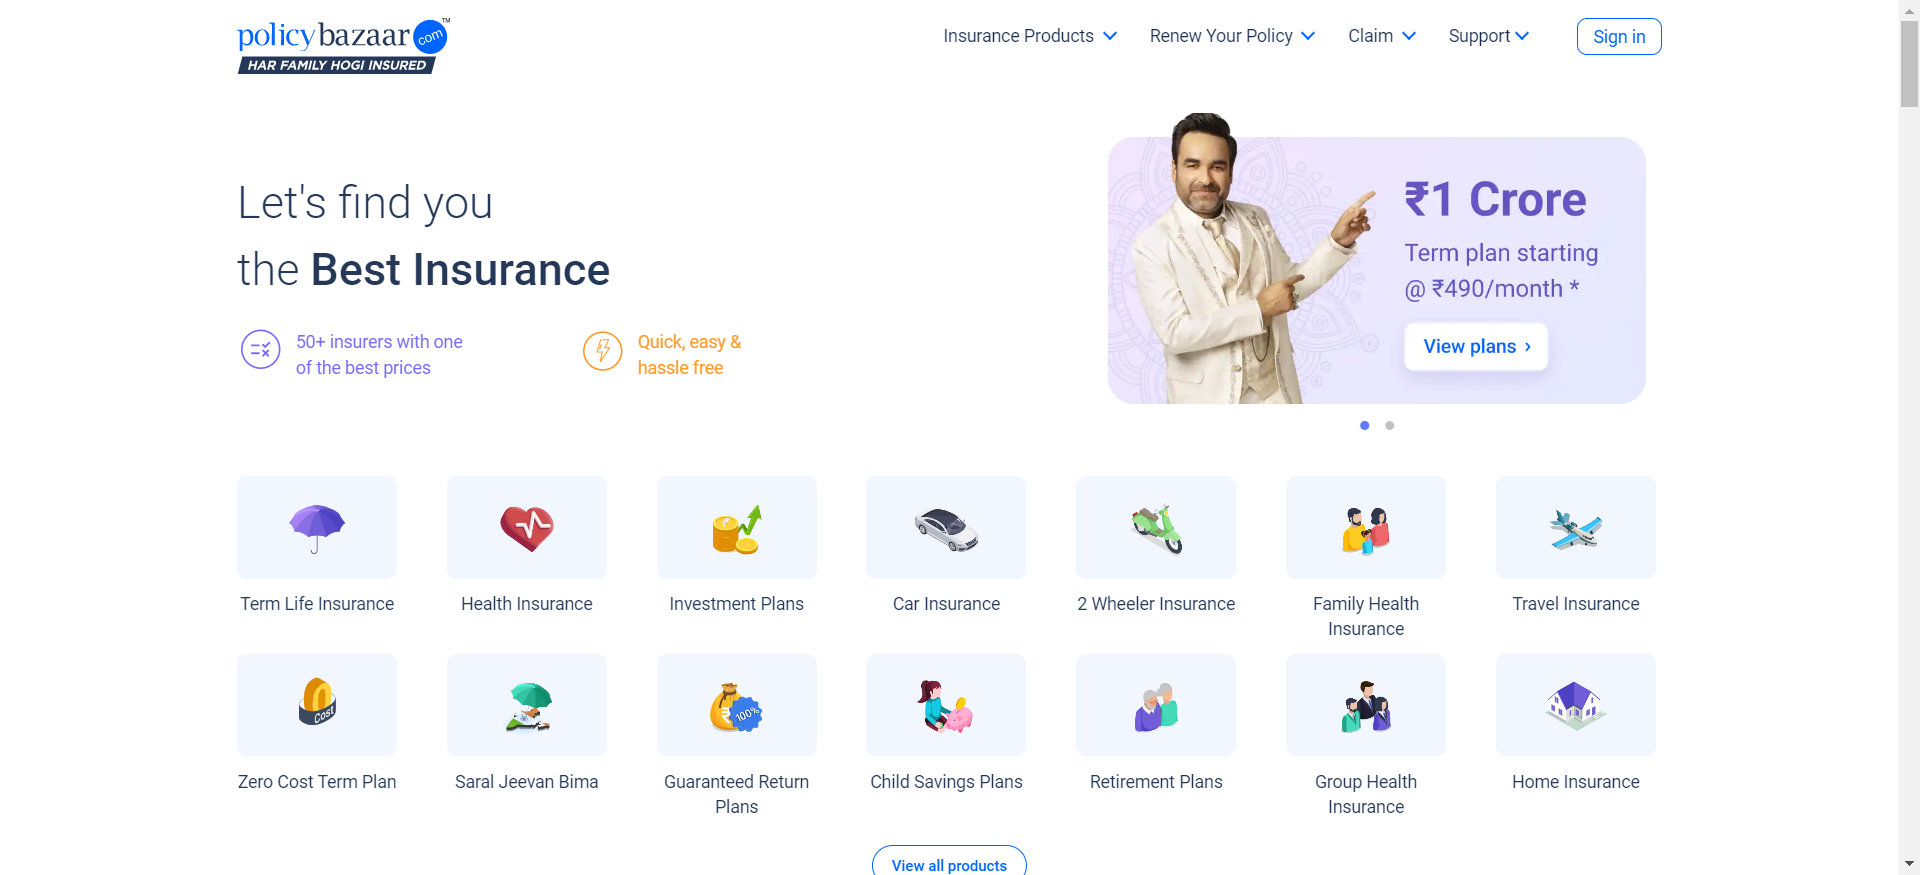 policybazaar com ™
HAR FAMILY HOGI INSURED
Insurance Products
Renew Your Policy
Claim
Support
Sign in
Let's find you
the Best Insurance
50+ insurers with one
of the best prices
Quick, easy &
hassle free
₹1 Crore
Term plan starting
@ ₹490/month *
View plans ›
Term Life Insurance
Health Insurance
₹
Investment Plans
Car Insurance
2 Wheeler Insurance
Family Health
Insurance
Travel Insurance
Cost
Zero Cost Term Plan
Saral Jeevan Bima
₹
100%
Guaranteed Return
Plans
Child Savings Plans
Retirement Plans
Group Health
Insurance
Home Insurance
View all products